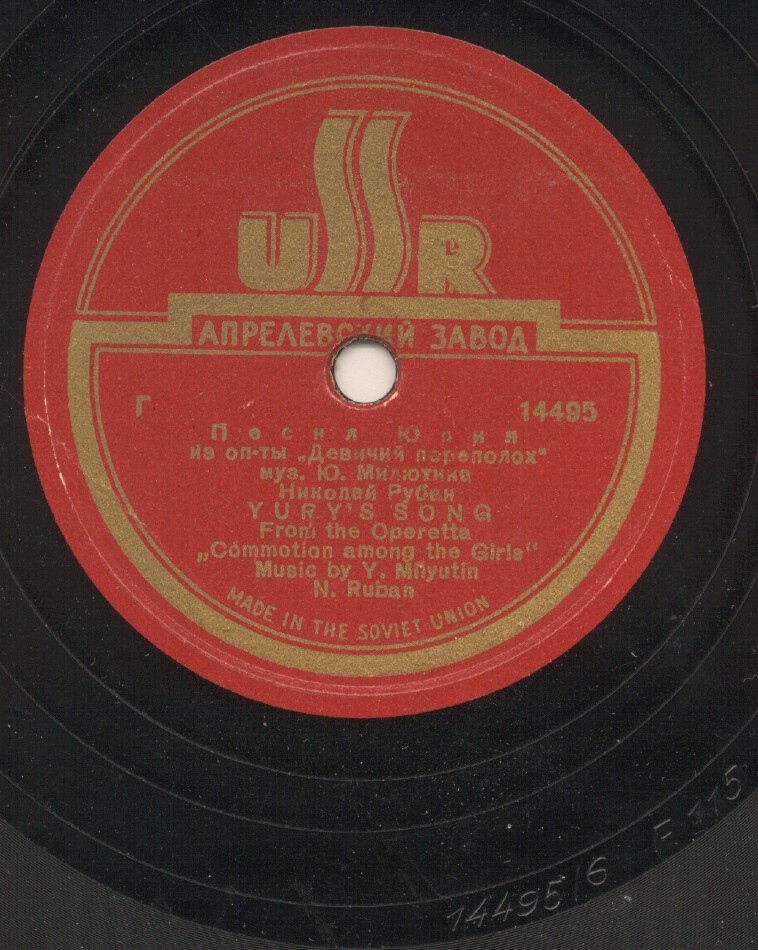 USSR
АПРЕЛЕВСКИЙ ЗАВОД
Г 14495
Песня Юрия
из оп-ты „Девичий переполох“
муз. Ю. Милютина
Николай Рубан
YURY'S SONG
From the Operetta
„Commotion among the Girls“
Music by Y. Milyutin
N. Ruban
MADE IN THE SOVIET UNION
14495/6 F 115